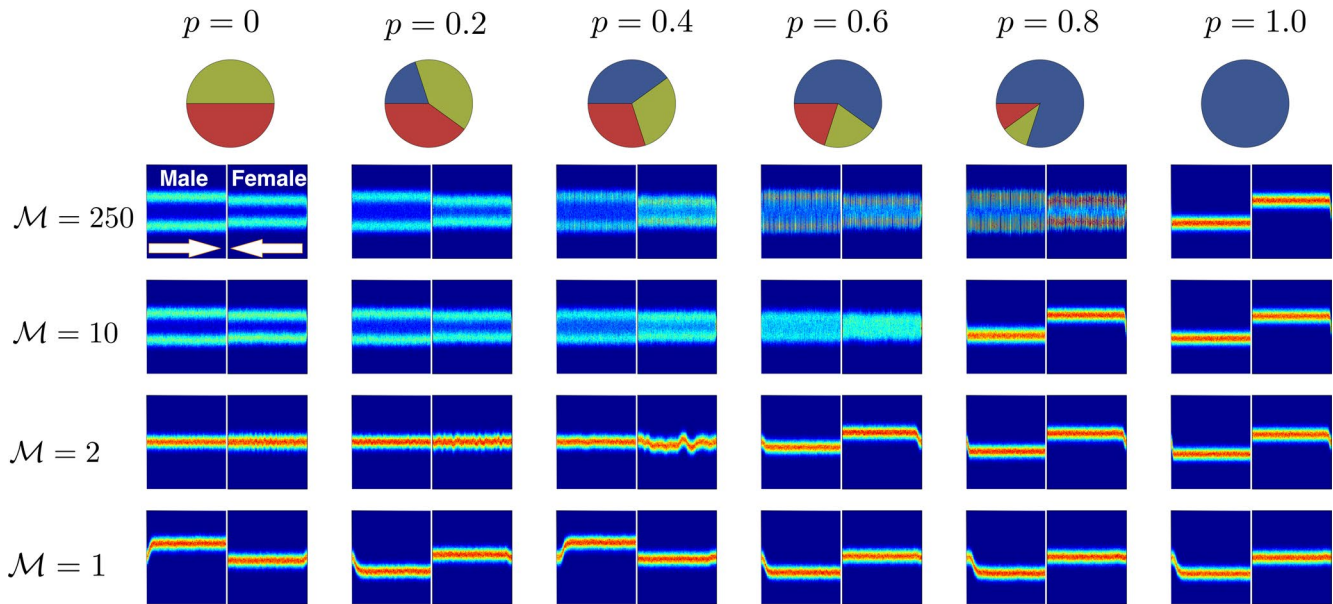 p = 0 p = 0.2 p = 0.4 p = 0.6 p = 0.8 p = 1.0
Male Female
ℳ = 250
ℳ = 10
ℳ = 2
ℳ = 1